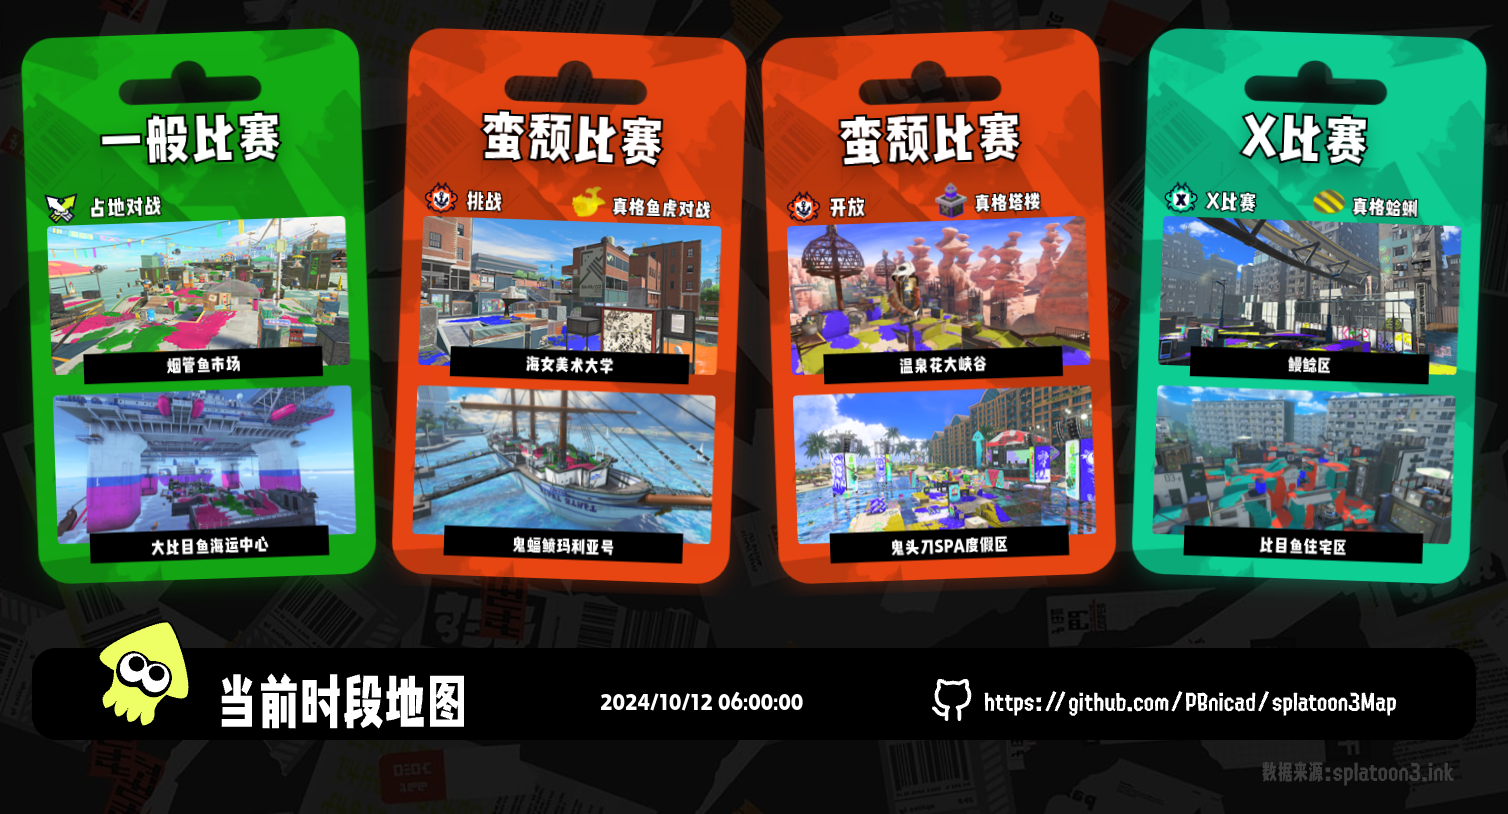 一般比赛
占地对战
烟管鱼市场
大比目鱼海运中心
蛮颓比赛
挑战
真格鱼虎对战
海女美术大学
鬼蝠鲼玛利亚号
蛮颓比赛
开放
真格塔楼
温泉花大峡谷
鬼头刀SPA度假区
X比赛
X比赛
真格蛤蜊
鳗鲶区
比目鱼住宅区
当前时段地图
2024/10/12 06:00:00
https://github.com/PBnicad/splatoon3Map
数据来源:splatoon3.ink